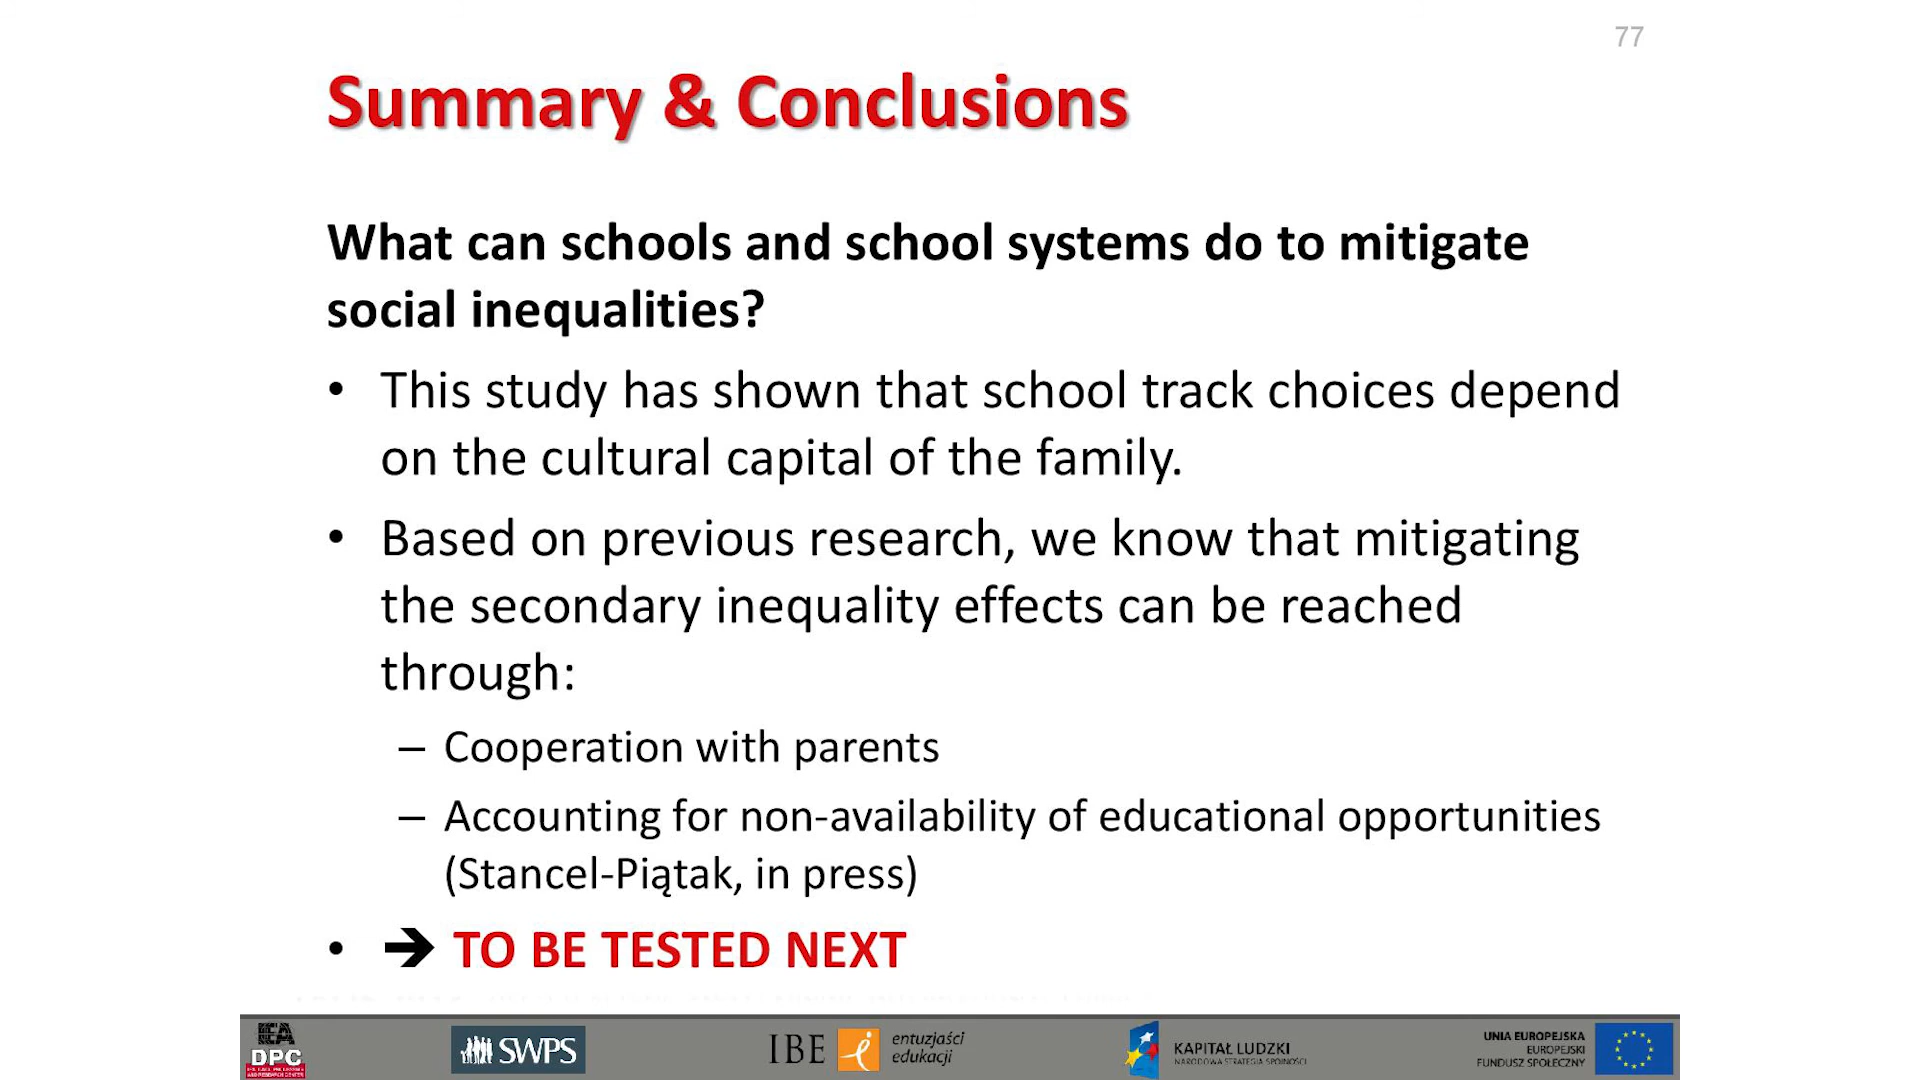 77
Summary & Conclusions
What can schools and school systems do to mitigate
social inequalities?
• This study has shown that school track choices depend
on the cultural capital of the family.
• Based on previous research, we know that mitigating
the secondary inequality effects can be reached
through:
– Cooperation with parents
– Accounting for non-availability of educational opportunities
(Stancel-Piątak, in press)
• ➔ TO BE TESTED NEXT
IEA
DPC
SWPS
IBE entuzjaści
edukacji
KAPITAŁ LUDZKI
NARODOWA STRATEGIA SPÓJNOŚCI
UNIA EUROPEJSKA
EUROPEJSKI
FUNDUSZ SPOŁECZNY